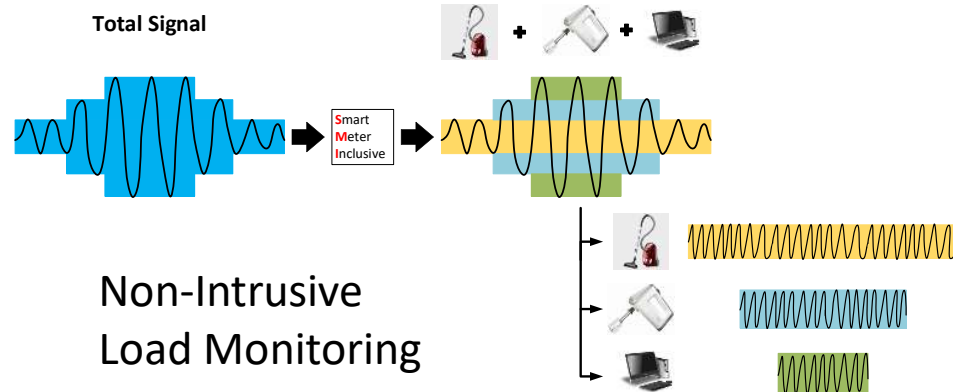 Total Signal
+ +
Smart
Meter
Inclusive
Non-Intrusive
Load Monitoring